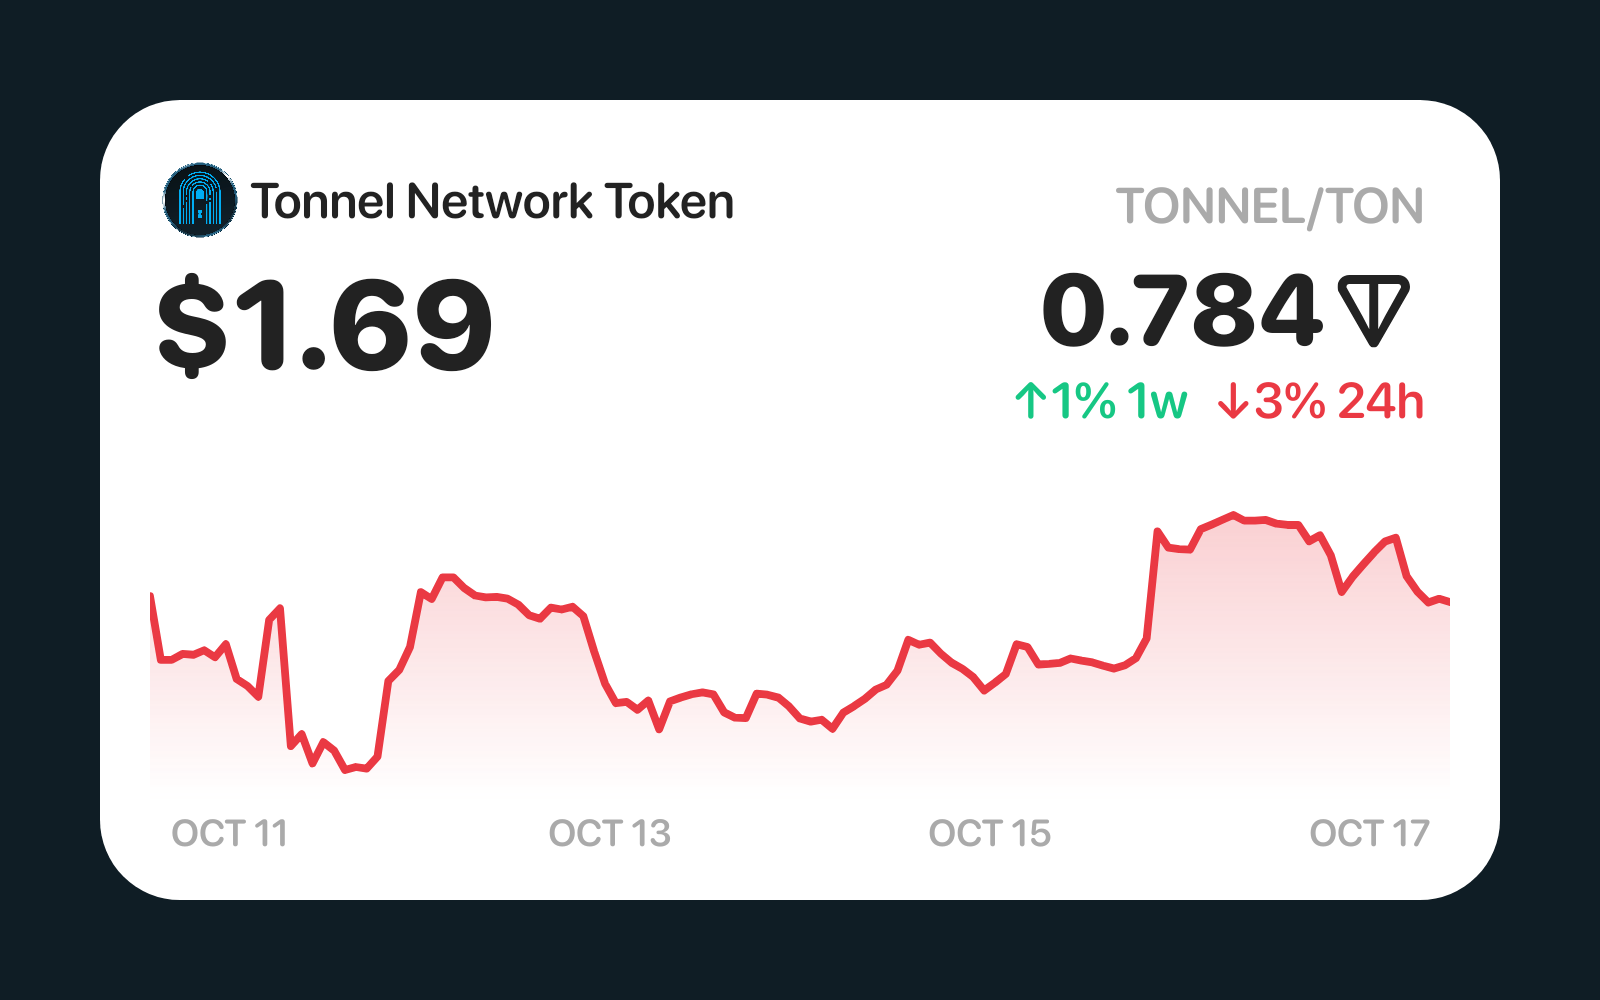 Tonnel Network Token
TONNEL/TON
$1.69
0.784
↑1% 1w ↓3% 24h
OCT 11 OCT 13 OCT 15 OCT 17